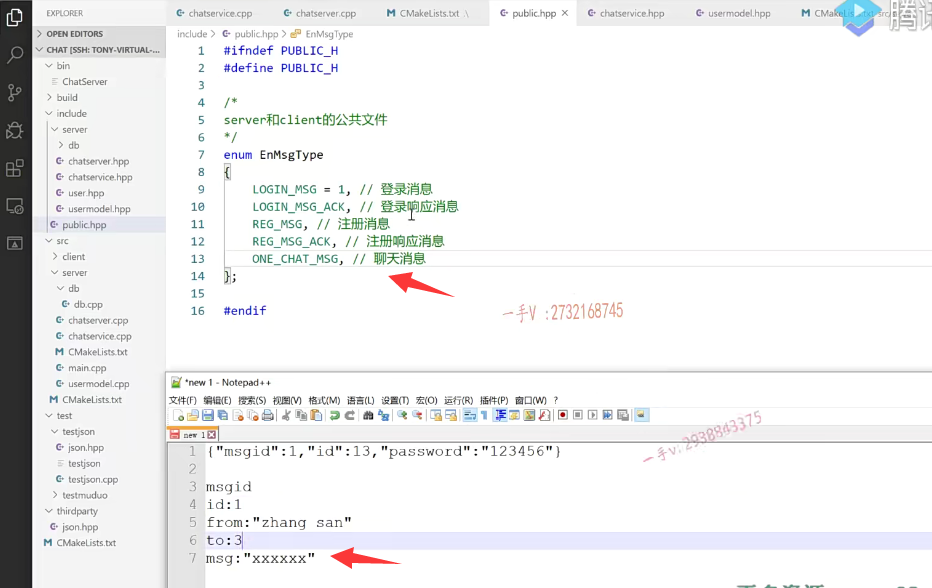 EXPLORER
OPEN EDITORS
CHAT [SSH: TONY-VIRTUAL-...
bin
ChatServer
build
include
server
db
chatserver.hpp
chatservice.hpp
user.hpp
usermodel.hpp
public.hpp
src
client
server
db
db.cpp
chatserver.cpp
chatservice.cpp
CMakeLists.txt
main.cpp
usermodel.cpp
CMakeLists.txt
test
testjson
json.hpp
testjson
testjson.cpp
testmuduo
thirdparty
json.hpp
CMakeLists.txt
chatservice.cpp chatserver.cpp CMakeLists.txt .\ public.hpp chatservice.hpp usermodel.hpp
腾讯
include > public.hpp > EnMsgType
1 #ifndef PUBLIC_H
2 #define PUBLIC_H
3
4 /*
5 server和client的公共文件
6 */
7 enum EnMsgType
8 {
9 LOGIN_MSG = 1, // 登录消息
10 LOGIN_MSG_ACK, // 登录响应消息
11 REG_MSG, // 注册消息
12 REG_MSG_ACK, // 注册响应消息
13 ONE_CHAT_MSG, // 聊天消息
14 };
15
16 #endif
一手V :2732168745
*new 1 - Notepad++
文件(F) 编辑(E) 搜索(S) 视图(V) 格式(M) 语言(L) 设置(T) 宏(O) 运行(R) 插件(P) 窗口(W) ?
new 1
1 {"msgid":1,"id":13,"password":"123456"}
2
3 msgid
4 id:1
5 from:"zhang san"
6 to:3
7 msg:"xxxxxx"
一手v:2938843375